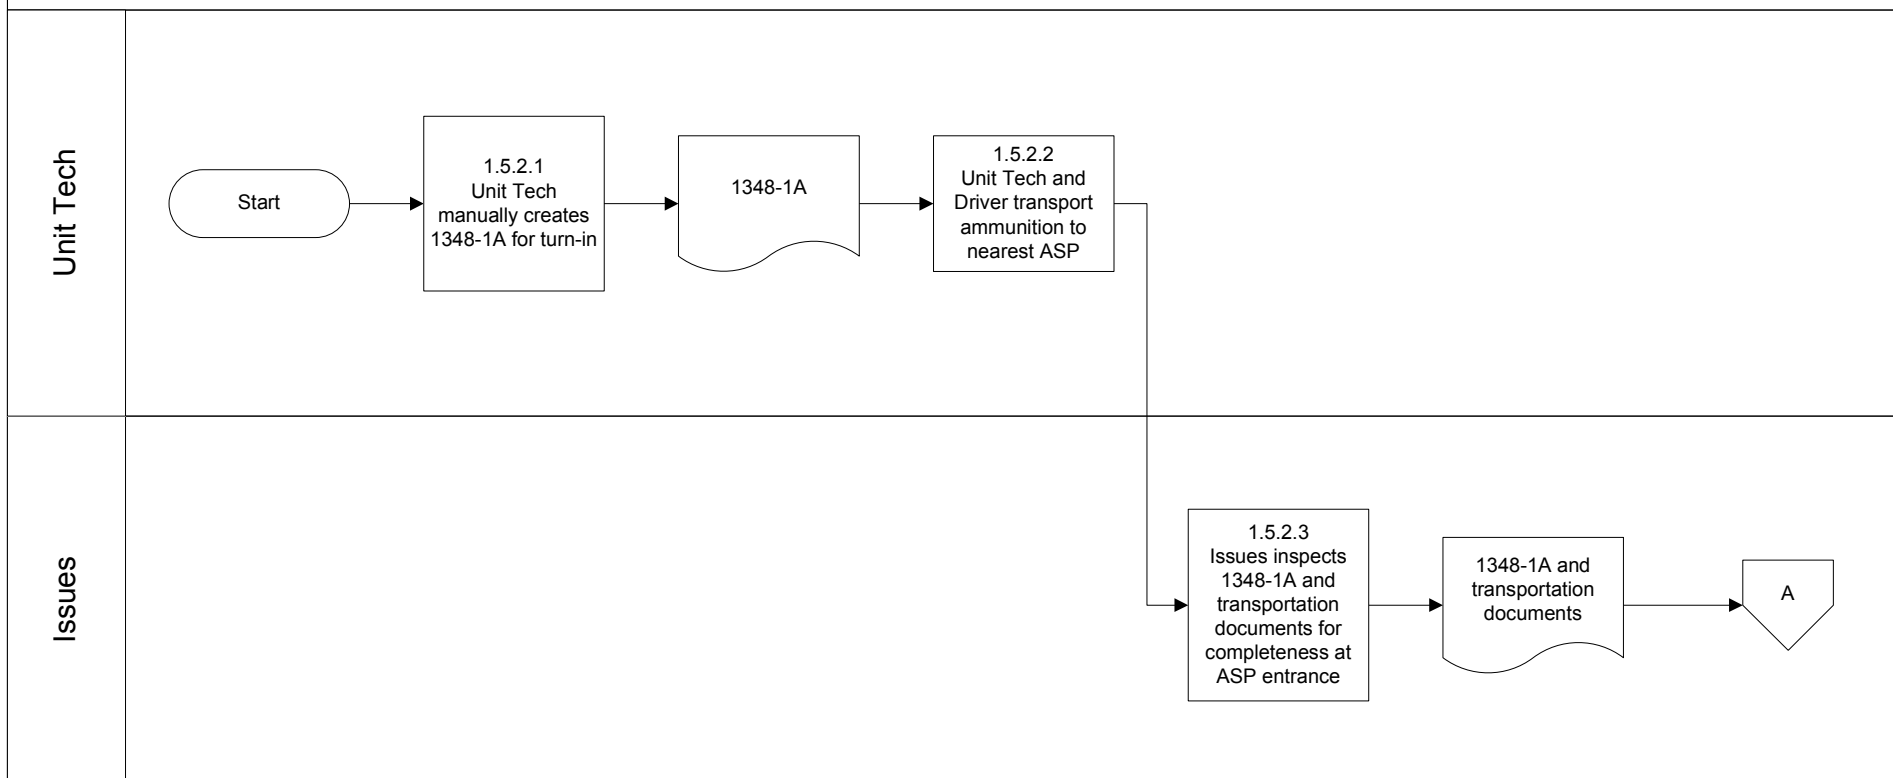 Unit Tech
Start
1.5.2.1
Unit Tech
manually creates
1348-1A for turn-in
1348-1A
1.5.2.2
Unit Tech and
Driver transport
ammunition to
nearest ASP
Issues
1.5.2.3
Issues inspects
1348-1A and
transportation
documents for
completeness at
ASP entrance
1348-1A and
transportation
documents
A